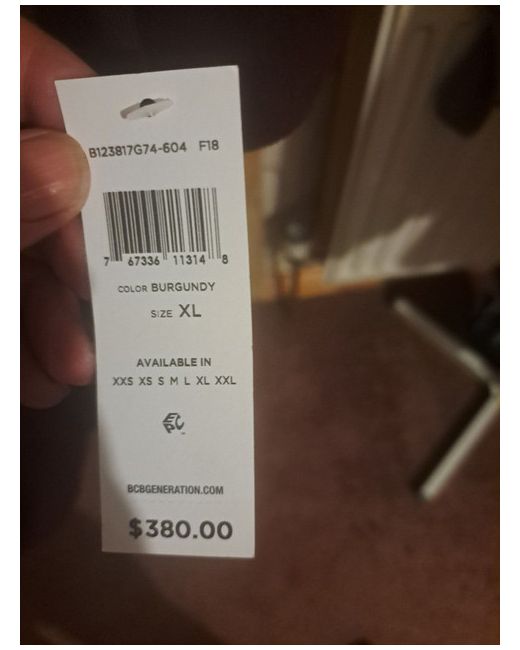 B123817G74-604 F18
7 67336 11314 8
COLOR BURGUNDY
SIZE XL
AVAILABLE IN
XXS XS S M L XL XXL
EPC
BCBGENERATION.COM
$380.00